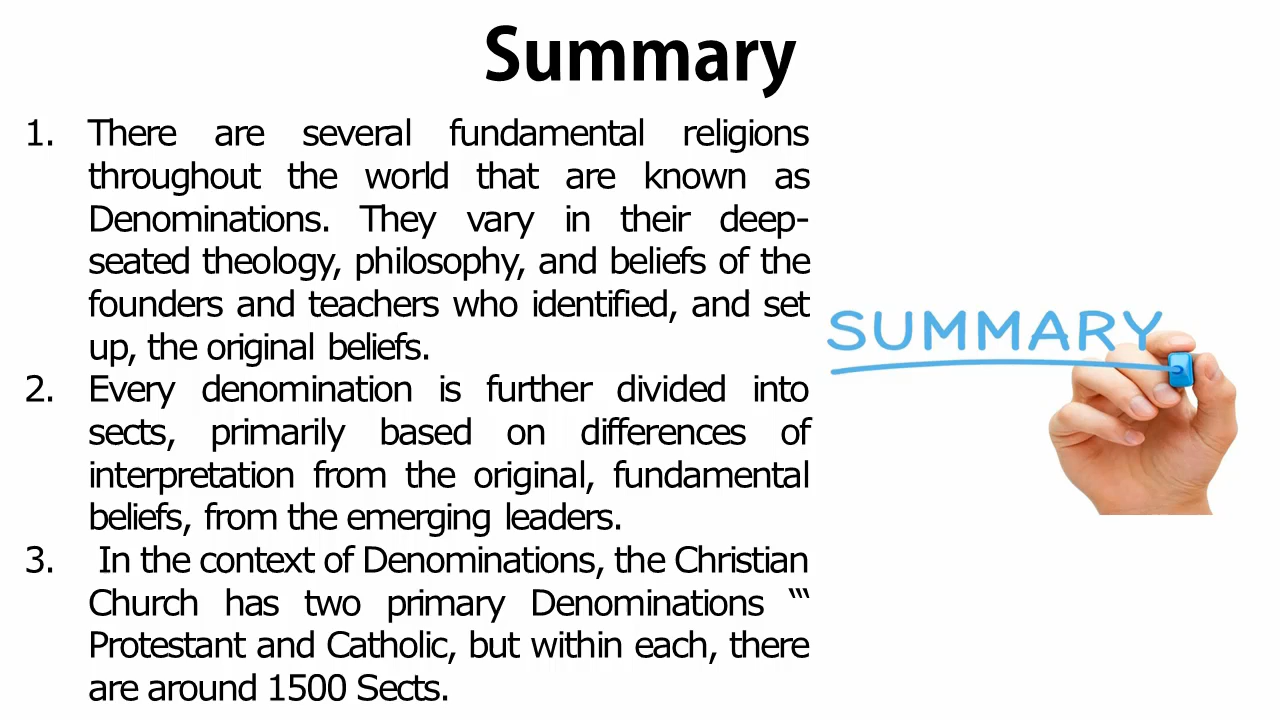 Summary
1. There are several fundamental religions
throughout the world that are known as
Denominations. They vary in their deep-
seated theology, philosophy, and beliefs of the
founders and teachers who identified, and set
up, the original beliefs.
2. Every denomination is further divided into
sects, primarily based on differences of
interpretation from the original, fundamental
beliefs, from the emerging leaders.
3. In the context of Denominations, the Christian
Church has two primary Denominations “‘
Protestant and Catholic, but within each, there
are around 1500 Sects.
SUMMARY